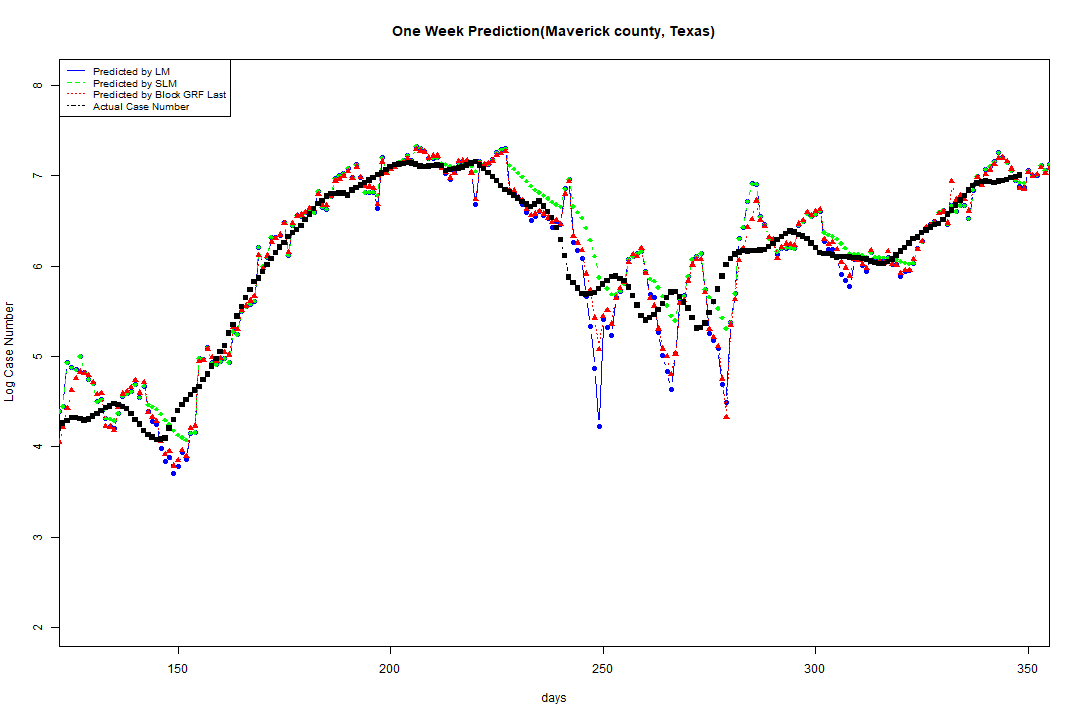 One Week Prediction(Maverick county, Texas)
Predicted by LM
Predicted by SLM
Predicted by Block GRF Last
Actual Case Number
8
7
6
5
4
3
2
Log Case Number
150
200
250
300
350
days